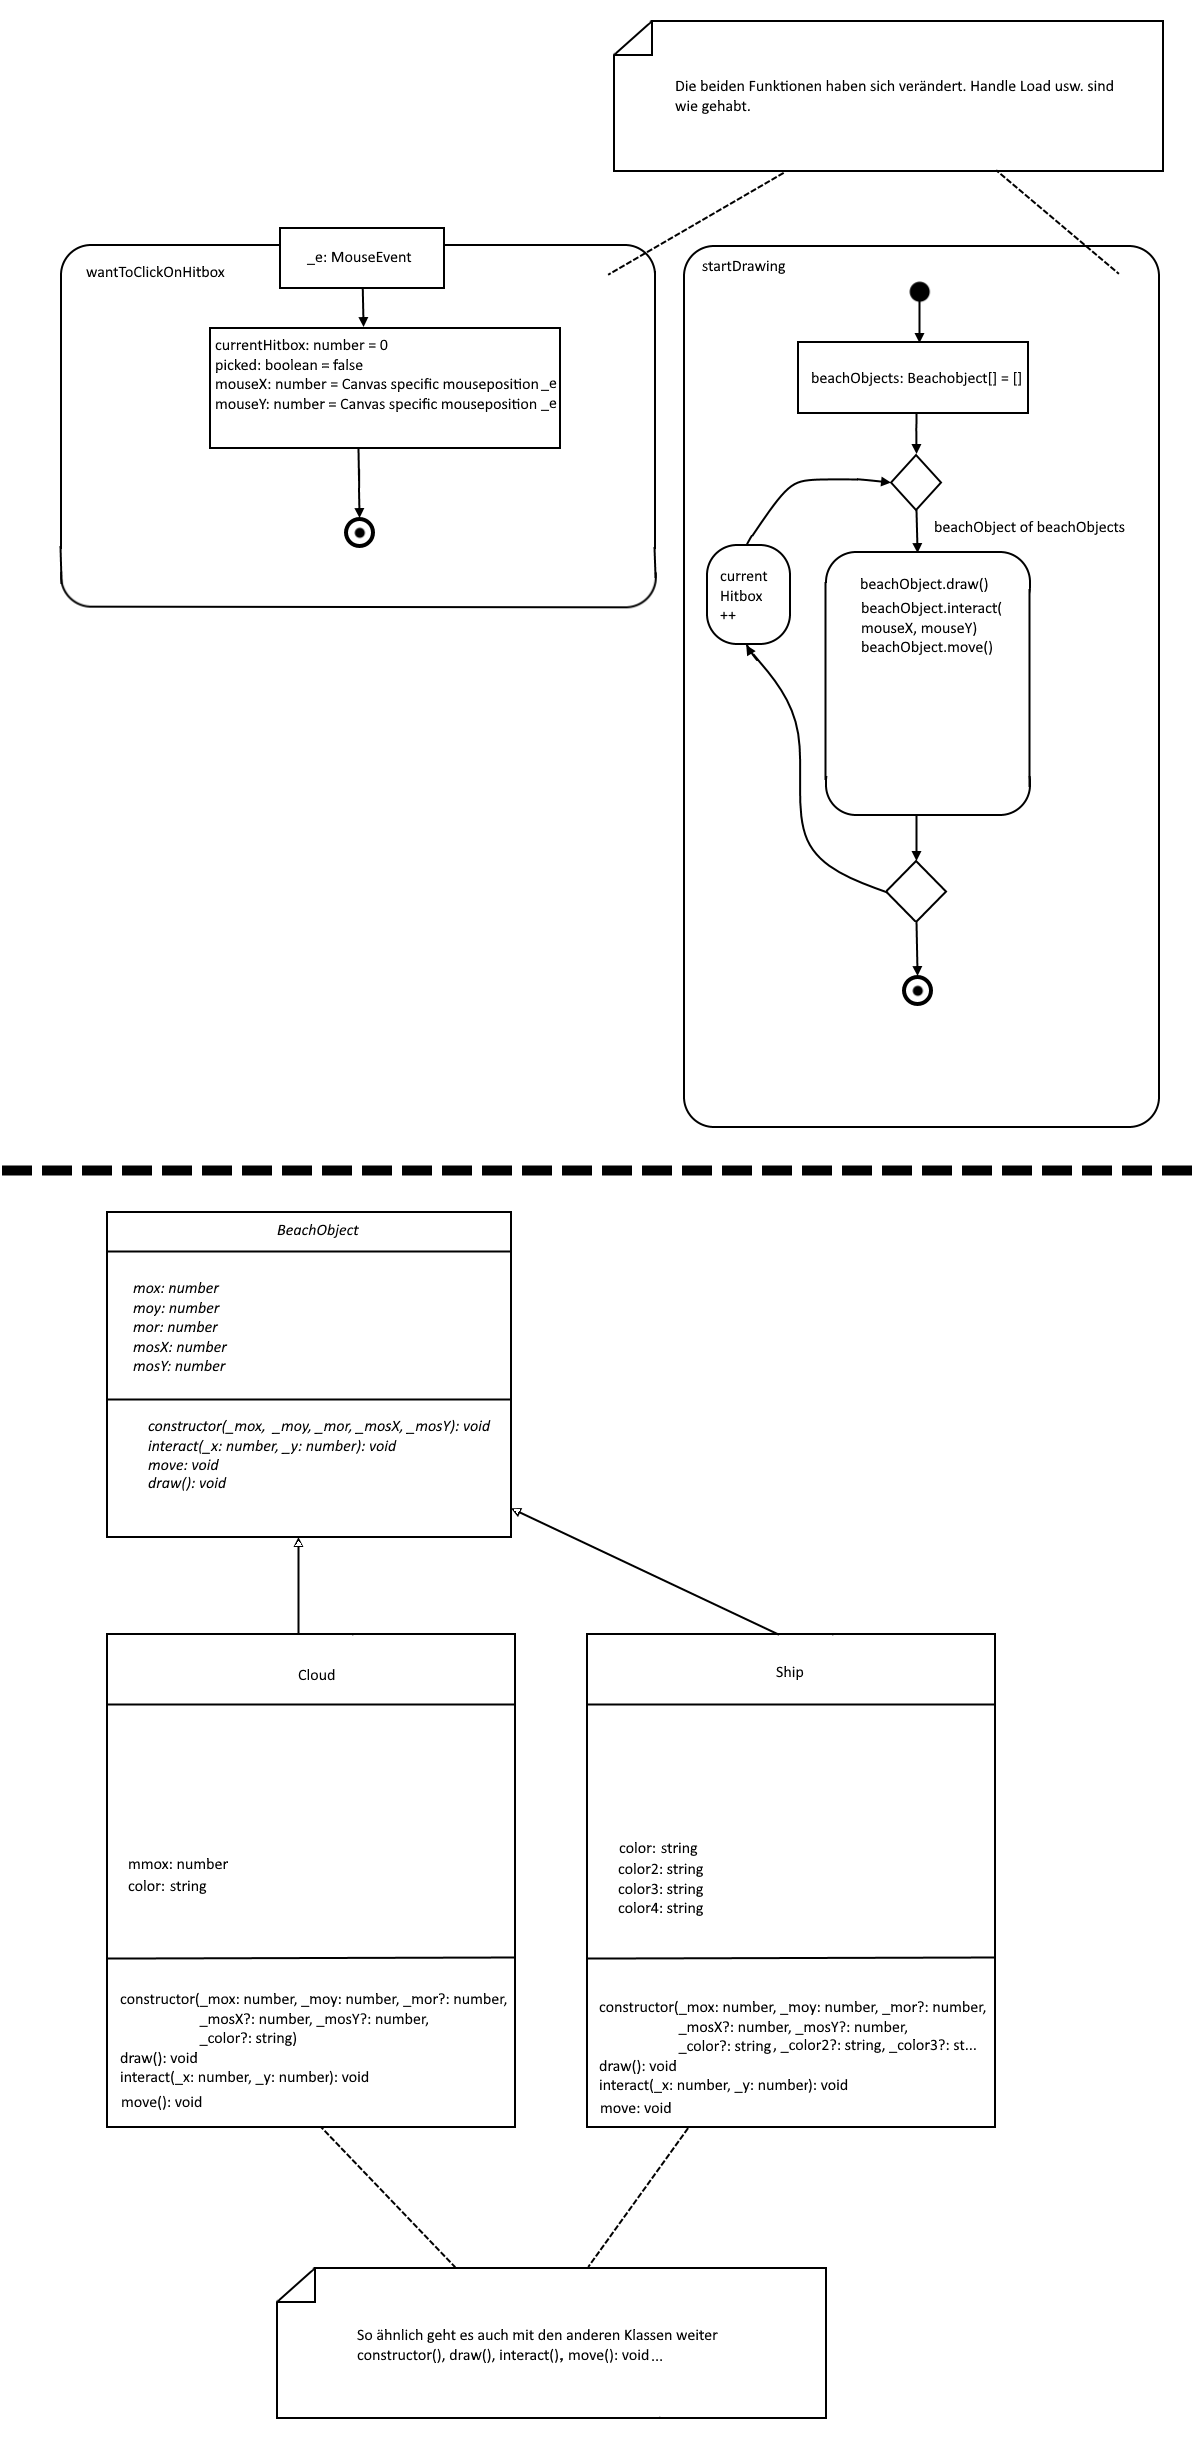 Die beiden Funktionen haben sich verändert. Handle Load usw. sind
wie gehabt.
_e: MouseEvent
wantToClickOnHitbox
currentHitbox: number = 0
picked: boolean = false
mouseX: number = Canvas specific mouseposition _e
mouseY: number = Canvas specific mouseposition _e
startDrawing
beachObjects: Beachobject[] = []
beachObject of beachObjects
current
Hitbox
++
beachObject.draw()
beachObject.interact(
mouseX, mouseY)
beachObject.move()
BeachObject
mox: number
moy: number
mor: number
mosX: number
mosY: number
constructor(_mox, _moy, _mor, _mosX, _mosY): void
interact(_x: number, _y: number): void
move: void
draw(): void
Cloud
mmox: number
color: string
constructor(_mox: number, _moy: number, _mor?: number,
_mosX?: number, _mosY?: number,
_color?: string)
draw(): void
interact(_x: number, _y: number): void
move(): void
Ship
color: string
color2: string
color3: string
color4: string
constructor(_mox: number, _moy: number, _mor?: number,
_mosX?: number, _mosY?: number,
_color?: string, _color2?: string, _color3?: st...
draw(): void
interact(_x: number, _y: number): void
move: void
So ähnlich geht es auch mit den anderen Klassen weiter
constructor(), draw(), interact(), move(): void...